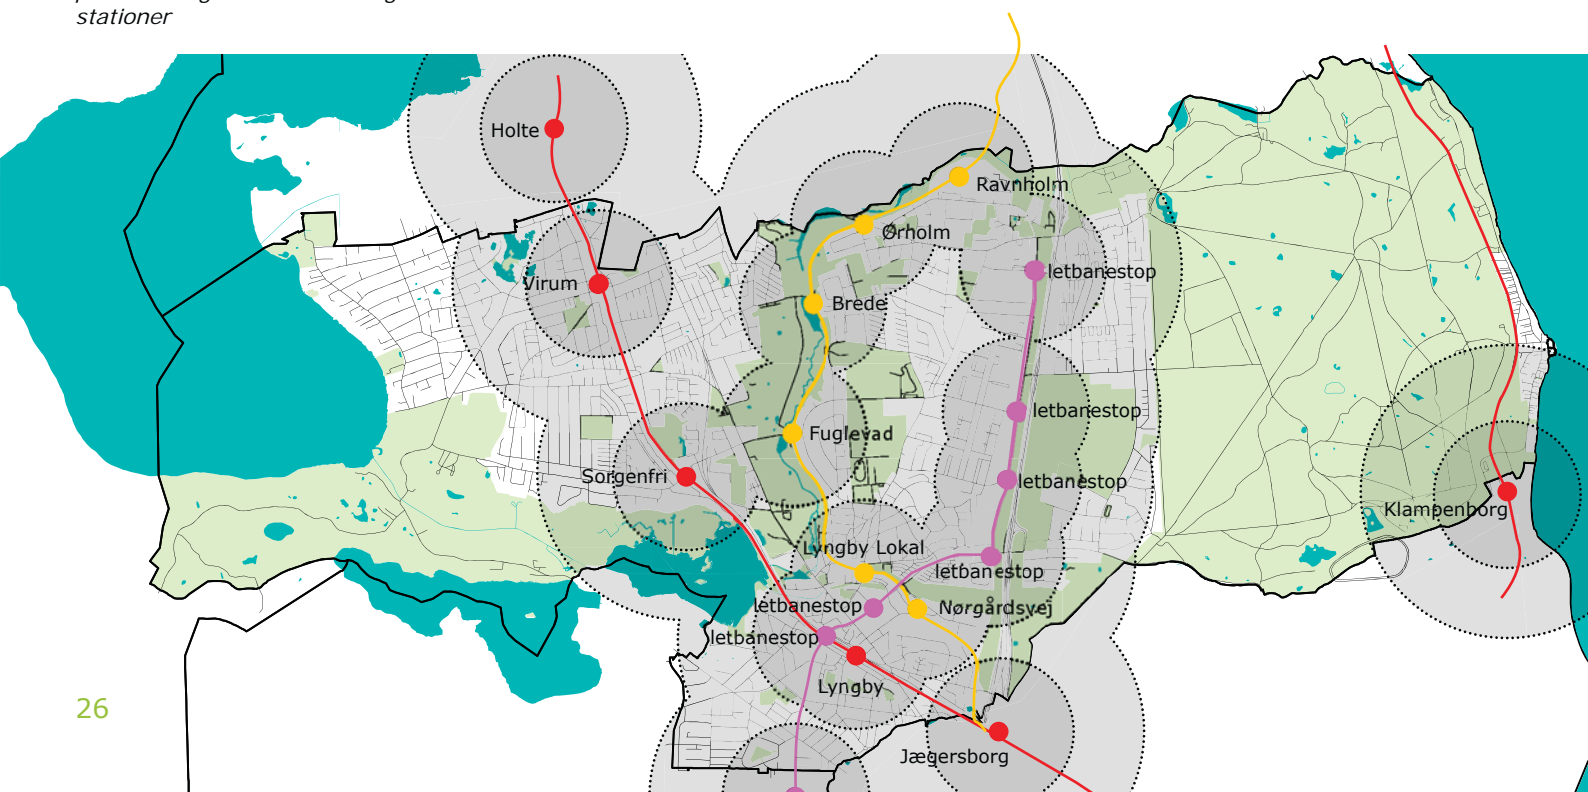 stationer
Holte
Ravnholm
Ørholm
letbanestop
Virum
Brede
letbanestop
Fuglevad
Sorgenfri
letbanestop
Klampenborg
Lyngby Lokal
letbanestop
letbanestop
Nørgårdsvej
letbanestop
Lyngby
26
Jægersborg